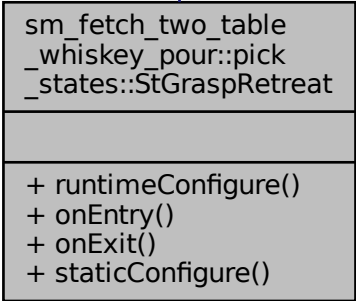 sm_fetch_two_table
_whiskey_pour::pick
_states::StGraspRetreat
+ runtimeConfigure()
+ onEntry()
+ onExit()
+ staticConfigure()